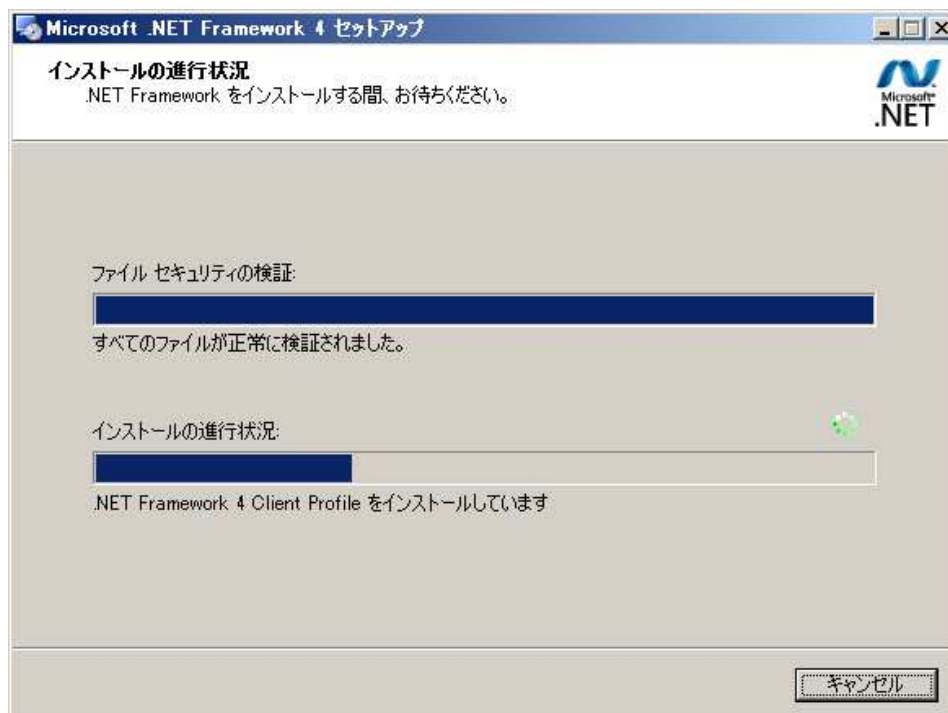 Microsoft .NET Framework 4 セットアップ
インストールの進行状況
.NET Framework をインストールする間、お待ちください。
Microsoft
.NET
ファイル セキュリティの検証:
すべてのファイルが正常に検証されました。
インストールの進行状況:
.NET Framework 4 Client Profile をインストールしています
キャンセル